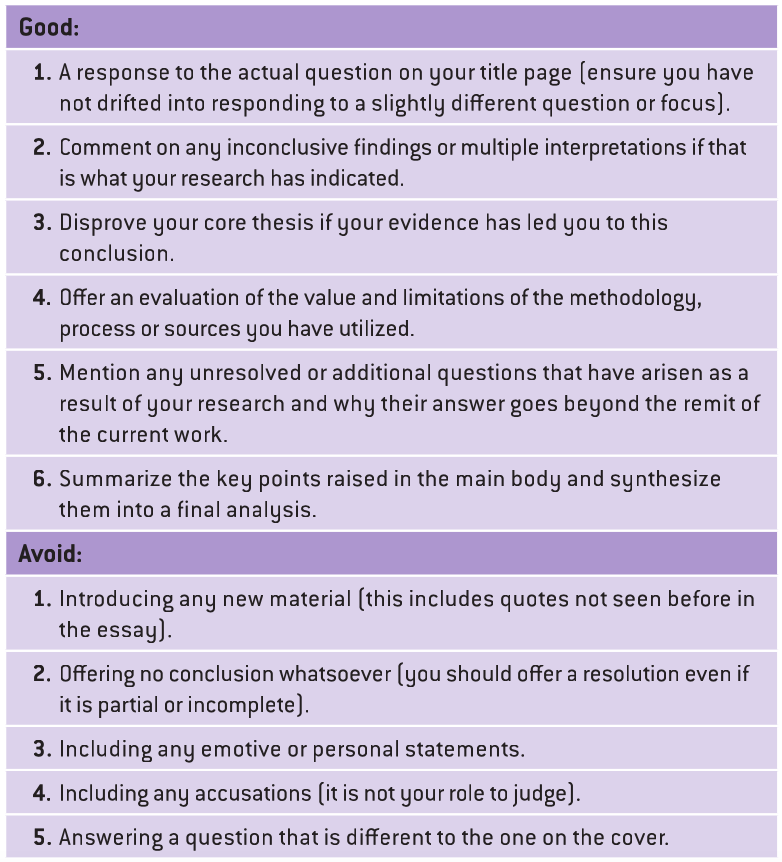 Good:
1. A response to the actual question on your title page (ensure you have
not drifted into responding to a slightly different question or focus).
2. Comment on any inconclusive findings or multiple interpretations if that
is what your research has indicated.
3. Disprove your core thesis if your evidence has led you to this
conclusion.
4. Offer an evaluation of the value and limitations of the methodology,
process or sources you have utilized.
5. Mention any unresolved or additional questions that have arisen as a
result of your research and why their answer goes beyond the remit of
the current work.
6. Summarize the key points raised in the main body and synthesize
them into a final analysis.
Avoid:
1. Introducing any new material (this includes quotes not seen before in
the essay).
2. Offering no conclusion whatsoever (you should offer a resolution even if
it is partial or incomplete).
3. Including any emotive or personal statements.
4. Including any accusations (it is not your role to judge).
5. Answering a question that is different to the one on the cover.